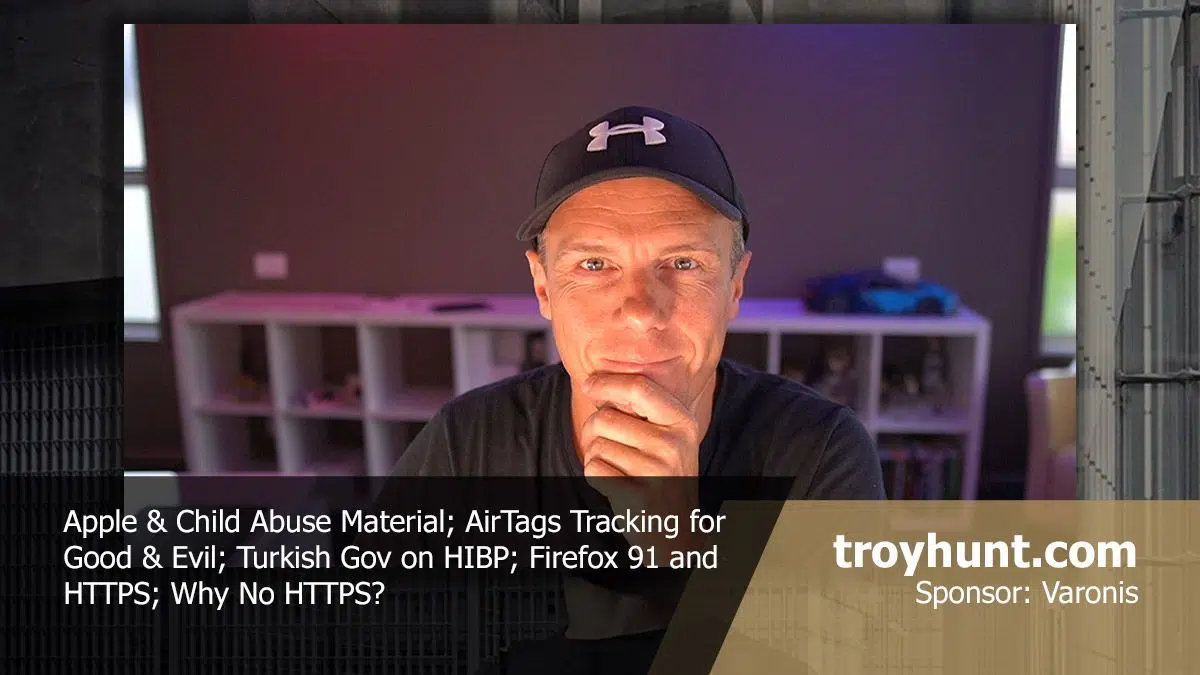 Apple & Child Abuse Material; AirTags Tracking for
Good & Evil; Turkish Gov on HIBP; Firefox 91 and
HTTPS; Why No HTTPS?
troyhunt.com
Sponsor: Varonis